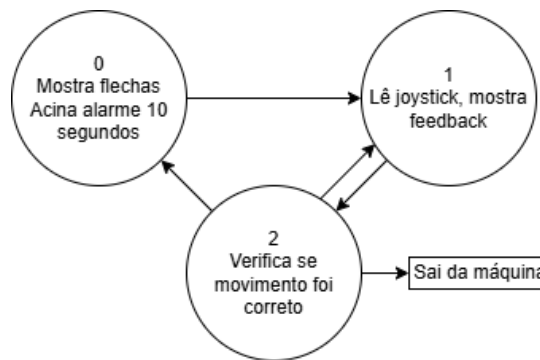 0
Mostra flechas
Acina alarme 10
segundos
1
Lê joystick, mostra
feedback
2
Verifica se
movimento foi
correto
Sai da máquina